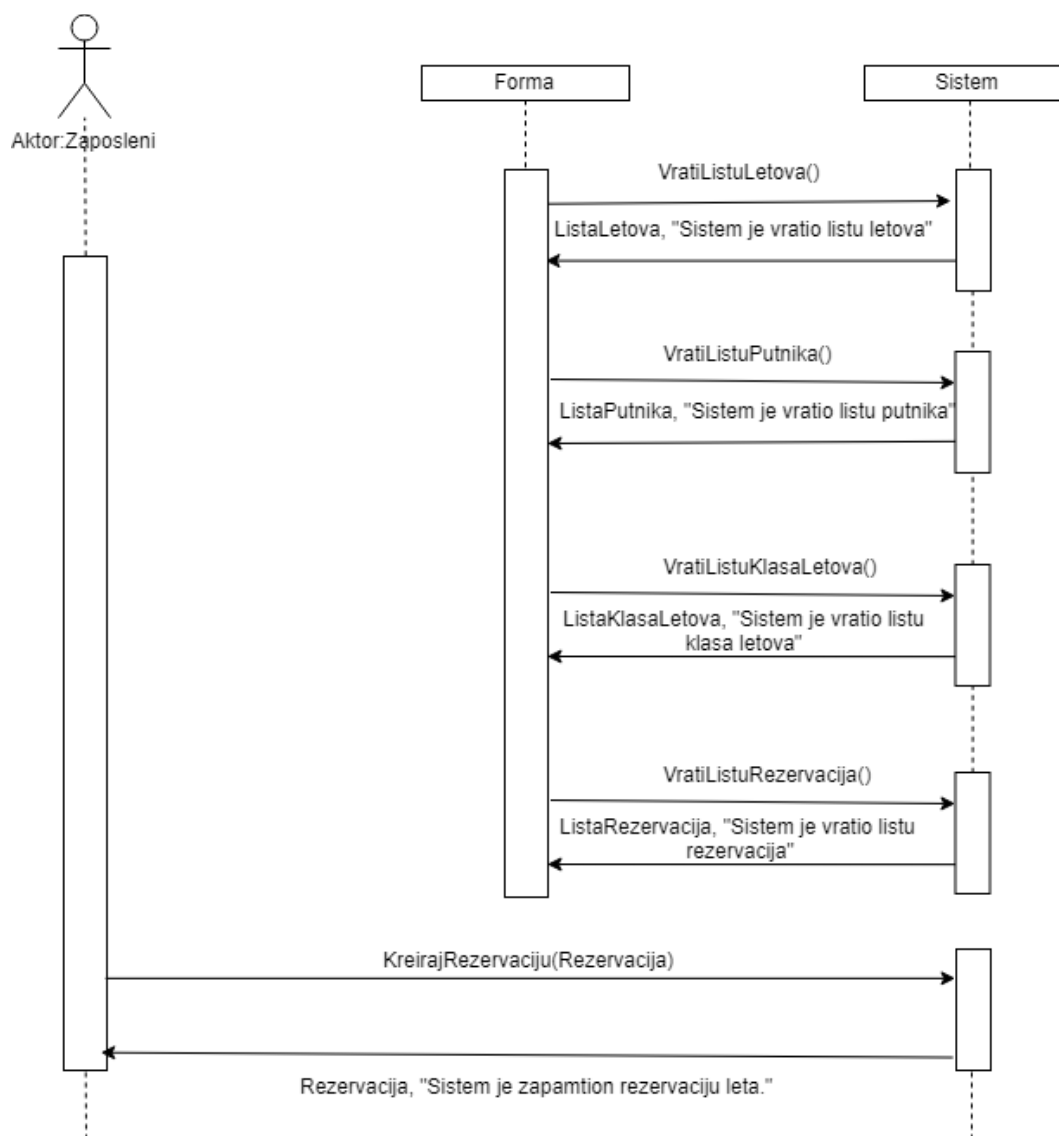 Forma
Sistem
Aktor:Zaposleni
VratiListuLetova()
ListaLetova, "Sistem je vratio listu letova"
VratiListuPutnika()
ListaPutnika, "Sistem je vratio listu putnika"
VratiListuKlasaLetova()
ListaKlasaLetova, "Sistem je vratio listu
klasa letova"
VratiListuRezervacija()
ListaRezervacija, "Sistem je vratio listu
rezervacija"
KreirajRezervaciju(Rezervacija)
Rezervacija, "Sistem je zapamtion rezervaciju leta."